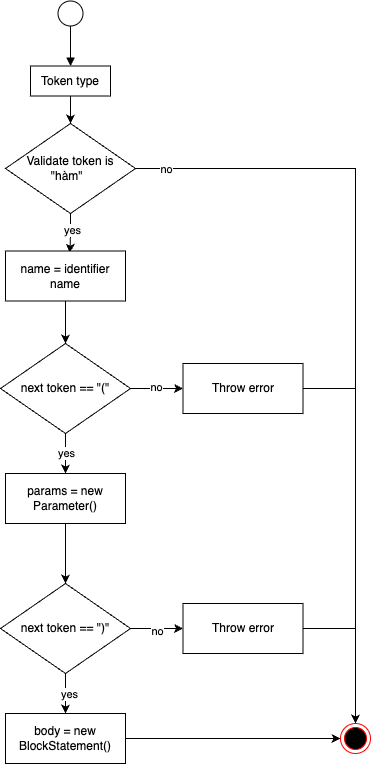 Token type
Validate token is
"hàm"
no
yes
name = identifier
name
next token == "("
no
Throw error
yes
params = new
Parameter()
next token == ")"
no
Throw error
yes
body = new
BlockStatement()